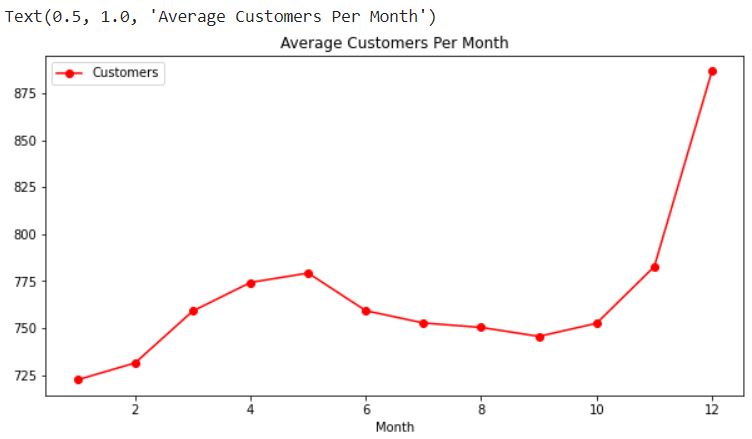 Text(0.5, 1.0, 'Average Customers Per Month')
Average Customers Per Month
Customers
875
850
825
800
775
750
725
2 4 6 8 10 12
Month